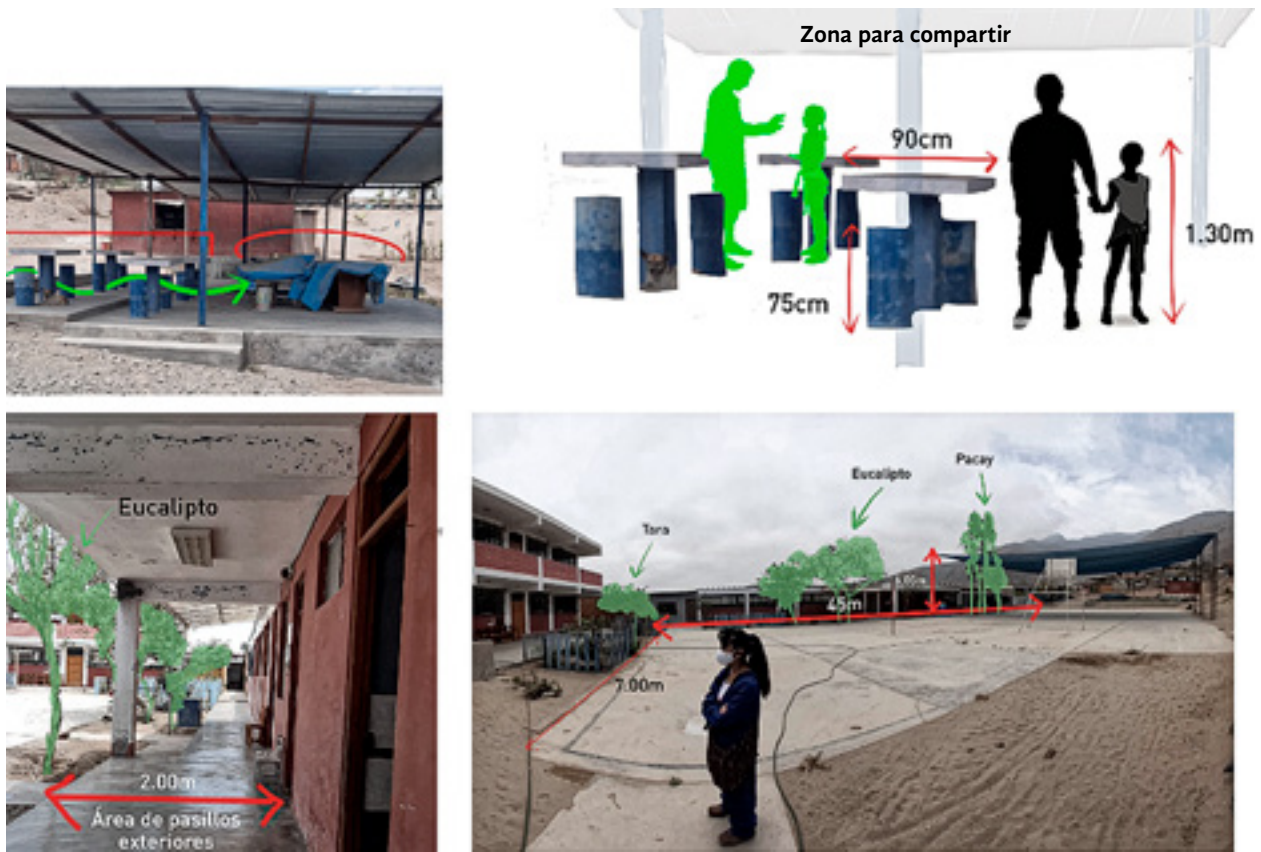 Zona para compartir
90cm
1.30m
75cm
Eucalipto
2.00m
Área de pasillos
exteriores
Pacay
Eucalipto
Tara
45m
7.00m